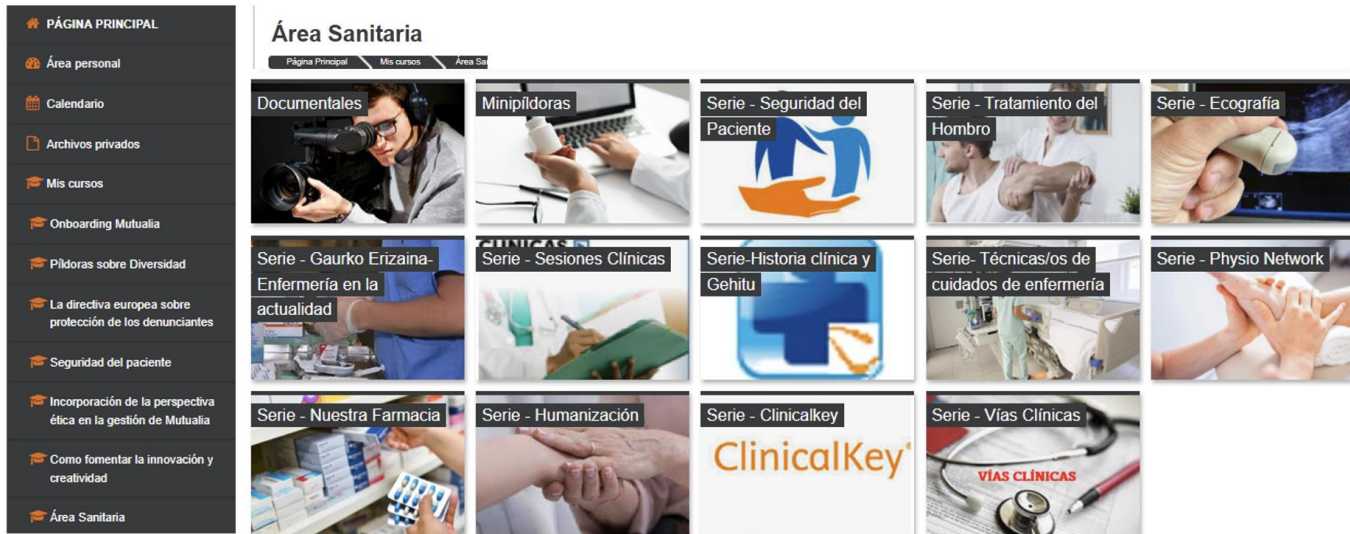 PÁGINA PRINCIPAL
Área personal
Calendario
Archivos privados
Mis cursos
Onboarding Mutualia
Píldoras sobre Diversidad
La directiva europea sobre
protección de los denunciantes
Seguridad del paciente
Incorporación de la perspectiva
ética en la gestión de Mutualia
Como fomentar la innovación y
creatividad
Área Sanitaria
Área Sanitaria
Página Principal Mis cursos Área Sa
Documentales
Minipíldoras
Serie - Seguridad del
Paciente
Serie - Tratamiento del
Hombro
Serie - Ecografía
Serie - Gaurko Erizaina-
Enfermería en la
actualidad
CLINICAS
Serie - Sesiones Clínicas
Serie-Historia clínica y
Gehitu
Serie- Técnicas/os de
cuidados de enfermería
Serie - Physio Network
Serie - Nuestra Farmacia
Serie - Humanización
Serie - Clinicalkey
ClinicalKey
Serie - Vías Clínicas
VÍAS CLÍNICAS